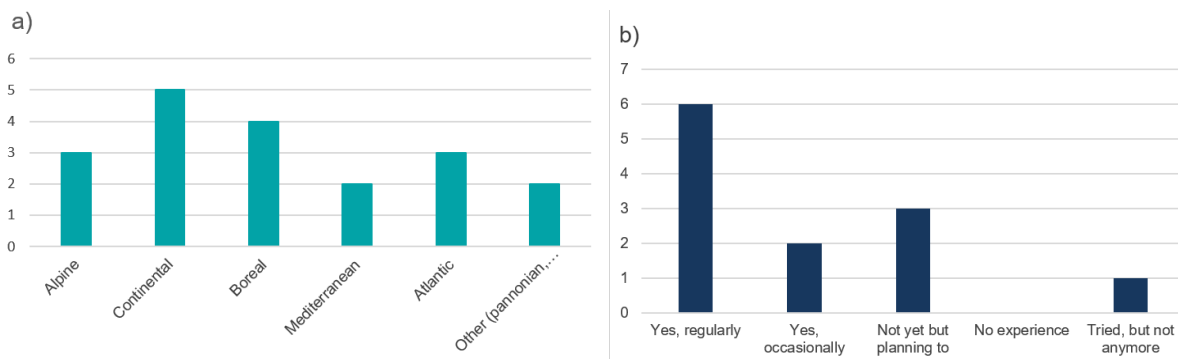 a)
6
5
4
3
2
1
0
Alpine
Continental
Boreal
Mediterranean
Atlantic
Other (pannonian,...
b)
7
6
5
4
3
2
1
0
Yes, regularly
Yes,
occasionally
Not yet but
planning to
No experience
Tried, but not
anymore